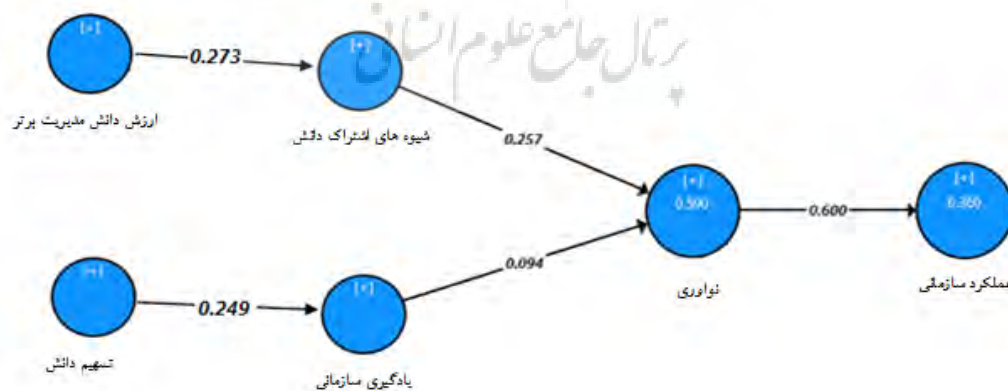 پرتال جامع علوم انسانی
[+]
[+]
0.273
ارزش دانش مدیریت برتر
شیوه های اشتراک دانش
0.257
[+]
0.590
نوآوری
0.600
[+]
0.360
عملکرد سازمانی
0.094
[+]
[+]
0.249
تسهیم دانش
یادگیری سازمانی